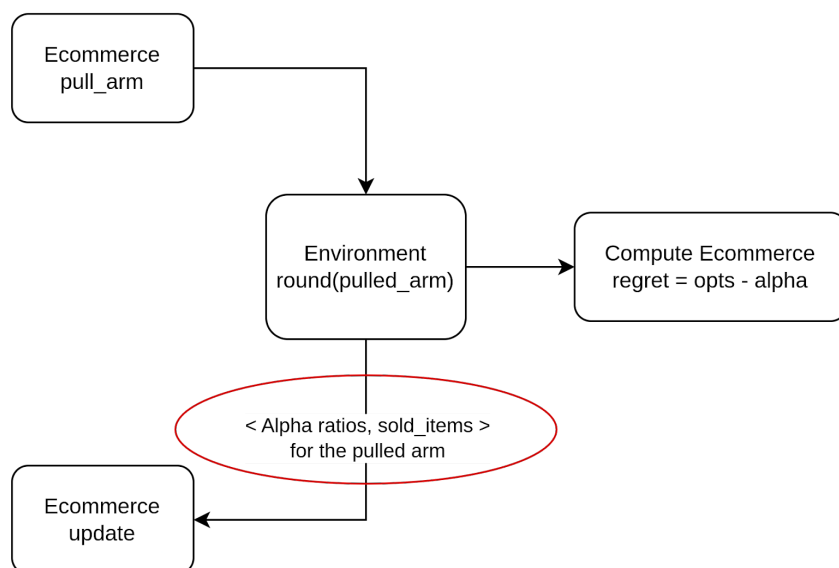 Ecommerce
pull_arm
Environment
round(pulled_arm)
Compute Ecommerce
regret = opts - alpha
< Alpha ratios, sold_items >
for the pulled arm
Ecommerce
update